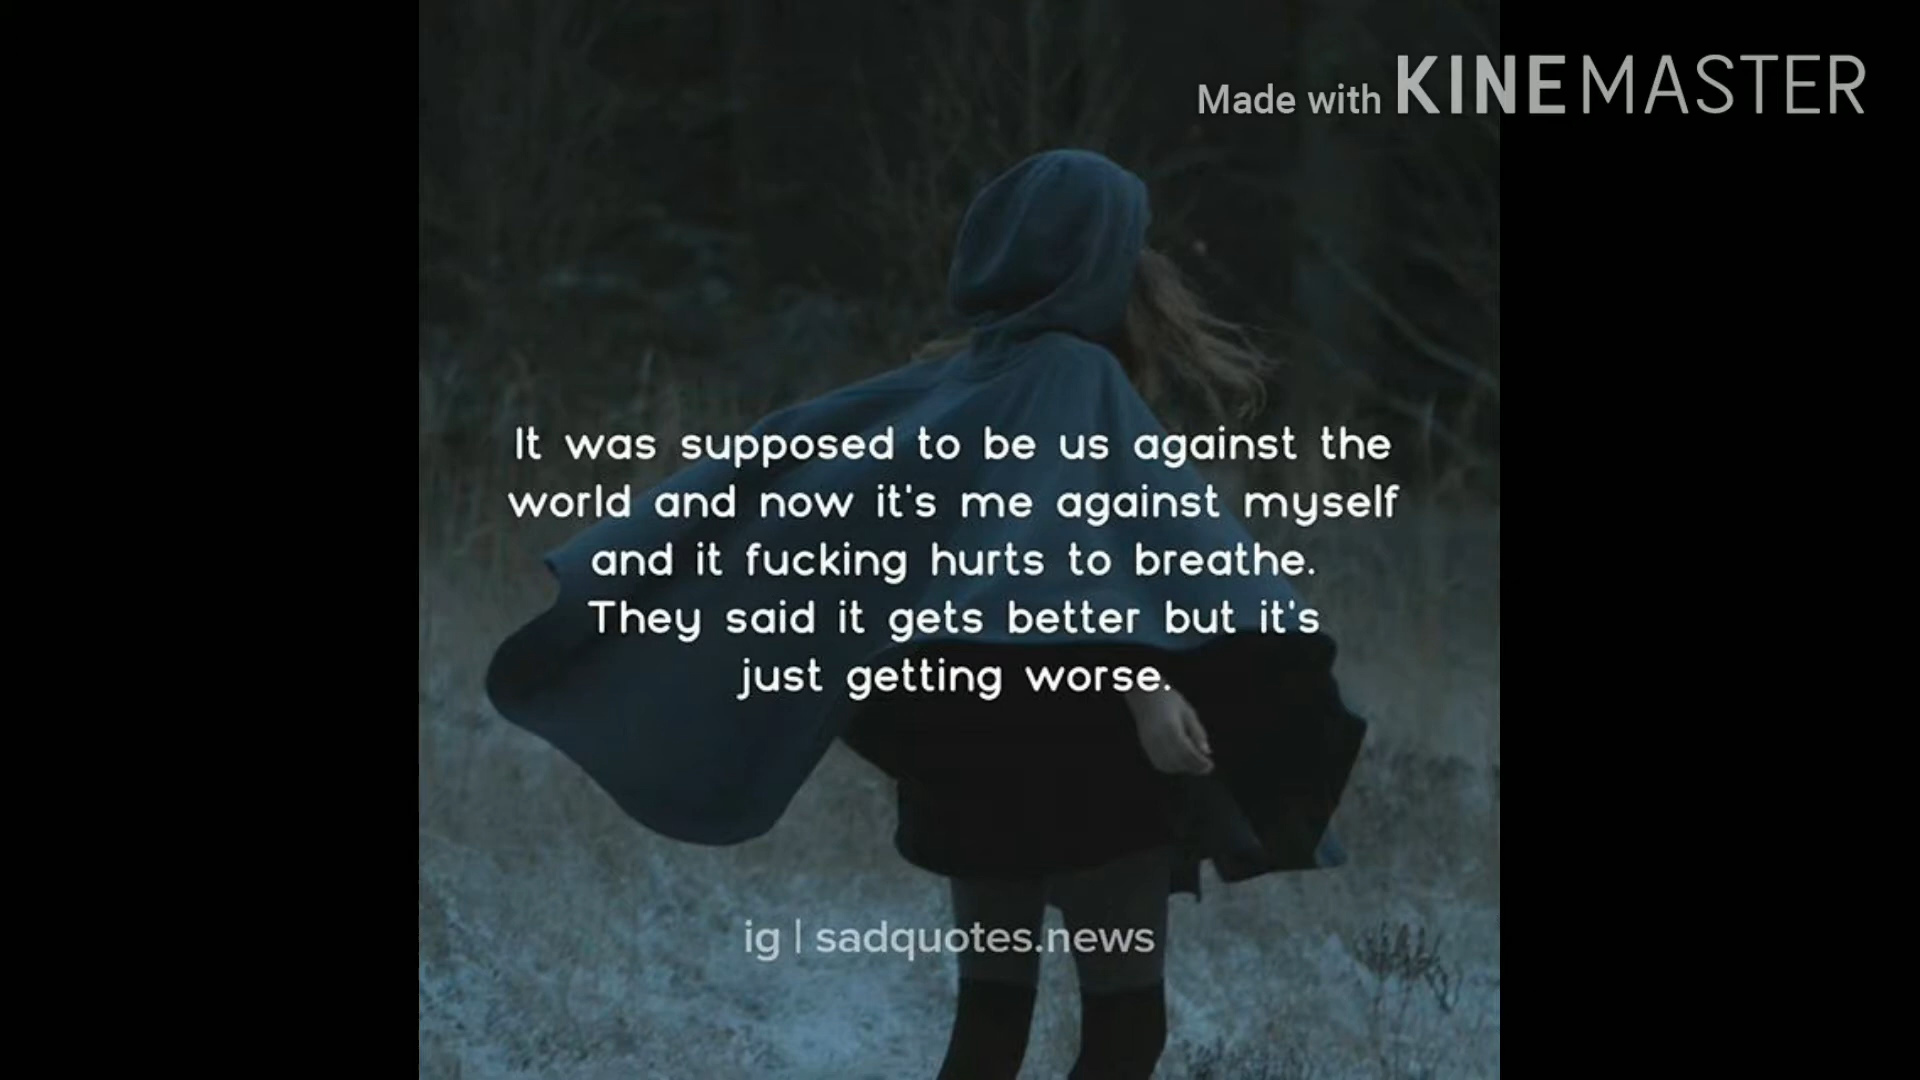 Made with KINEMASTER
It was supposed to be us against the
world and now it's me against myself
and it fucking hurts to breathe.
They said it gets better but it's
just getting worse.
ig | sadquotes.news